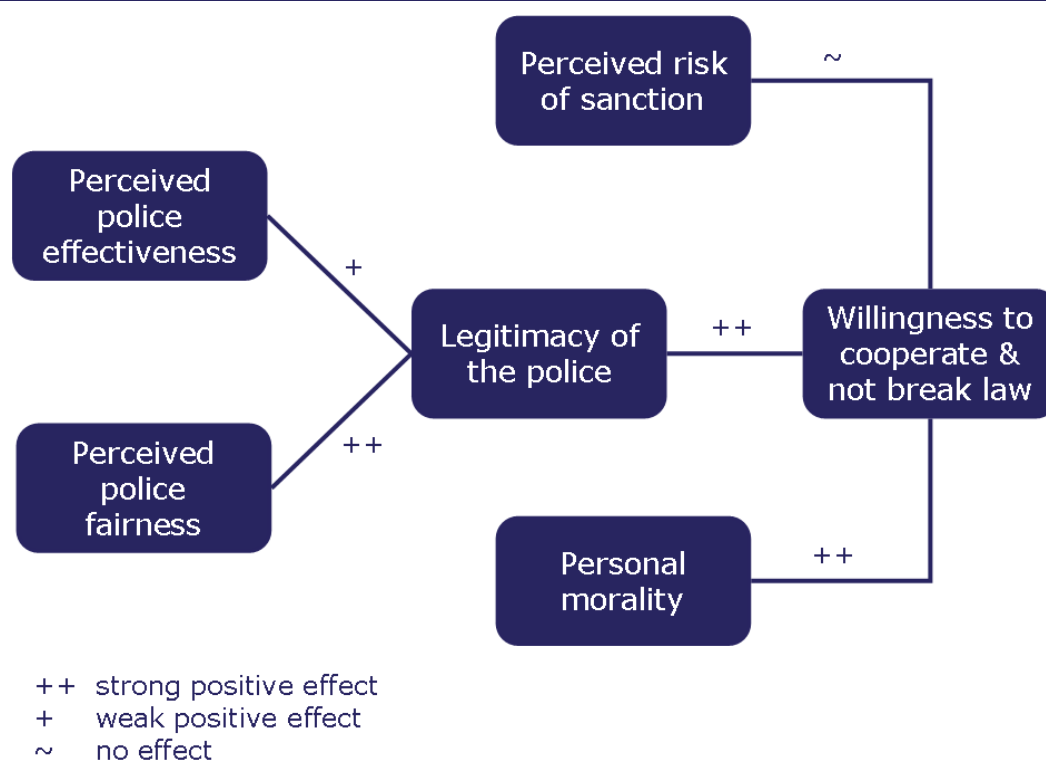 Perceived risk
of sanction
~
Perceived
police
effectiveness
+
Legitimacy of
the police
++
Willingness to
cooperate &
not break law
Perceived
police
fairness
++
Personal
morality
++
++ strong positive effect
+ weak positive effect
~ no effect